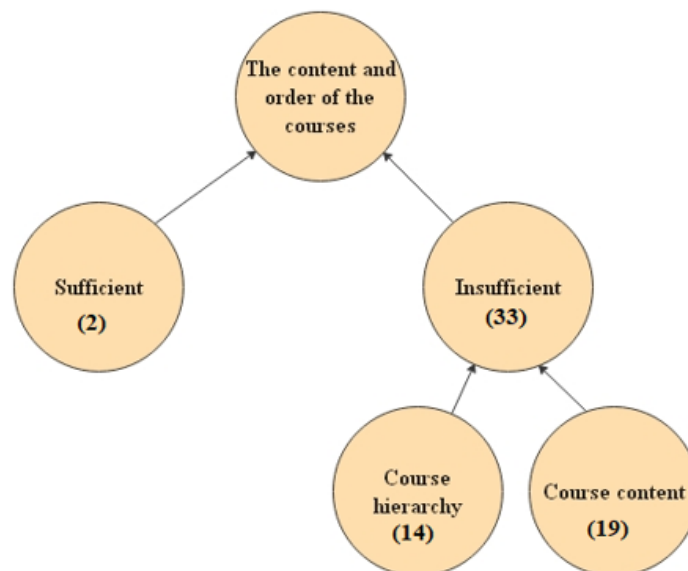 The content and
order of the
courses
Sufficient
(2)
Insufficient
(33)
Course
hierarchy
(14)
Course content
(19)